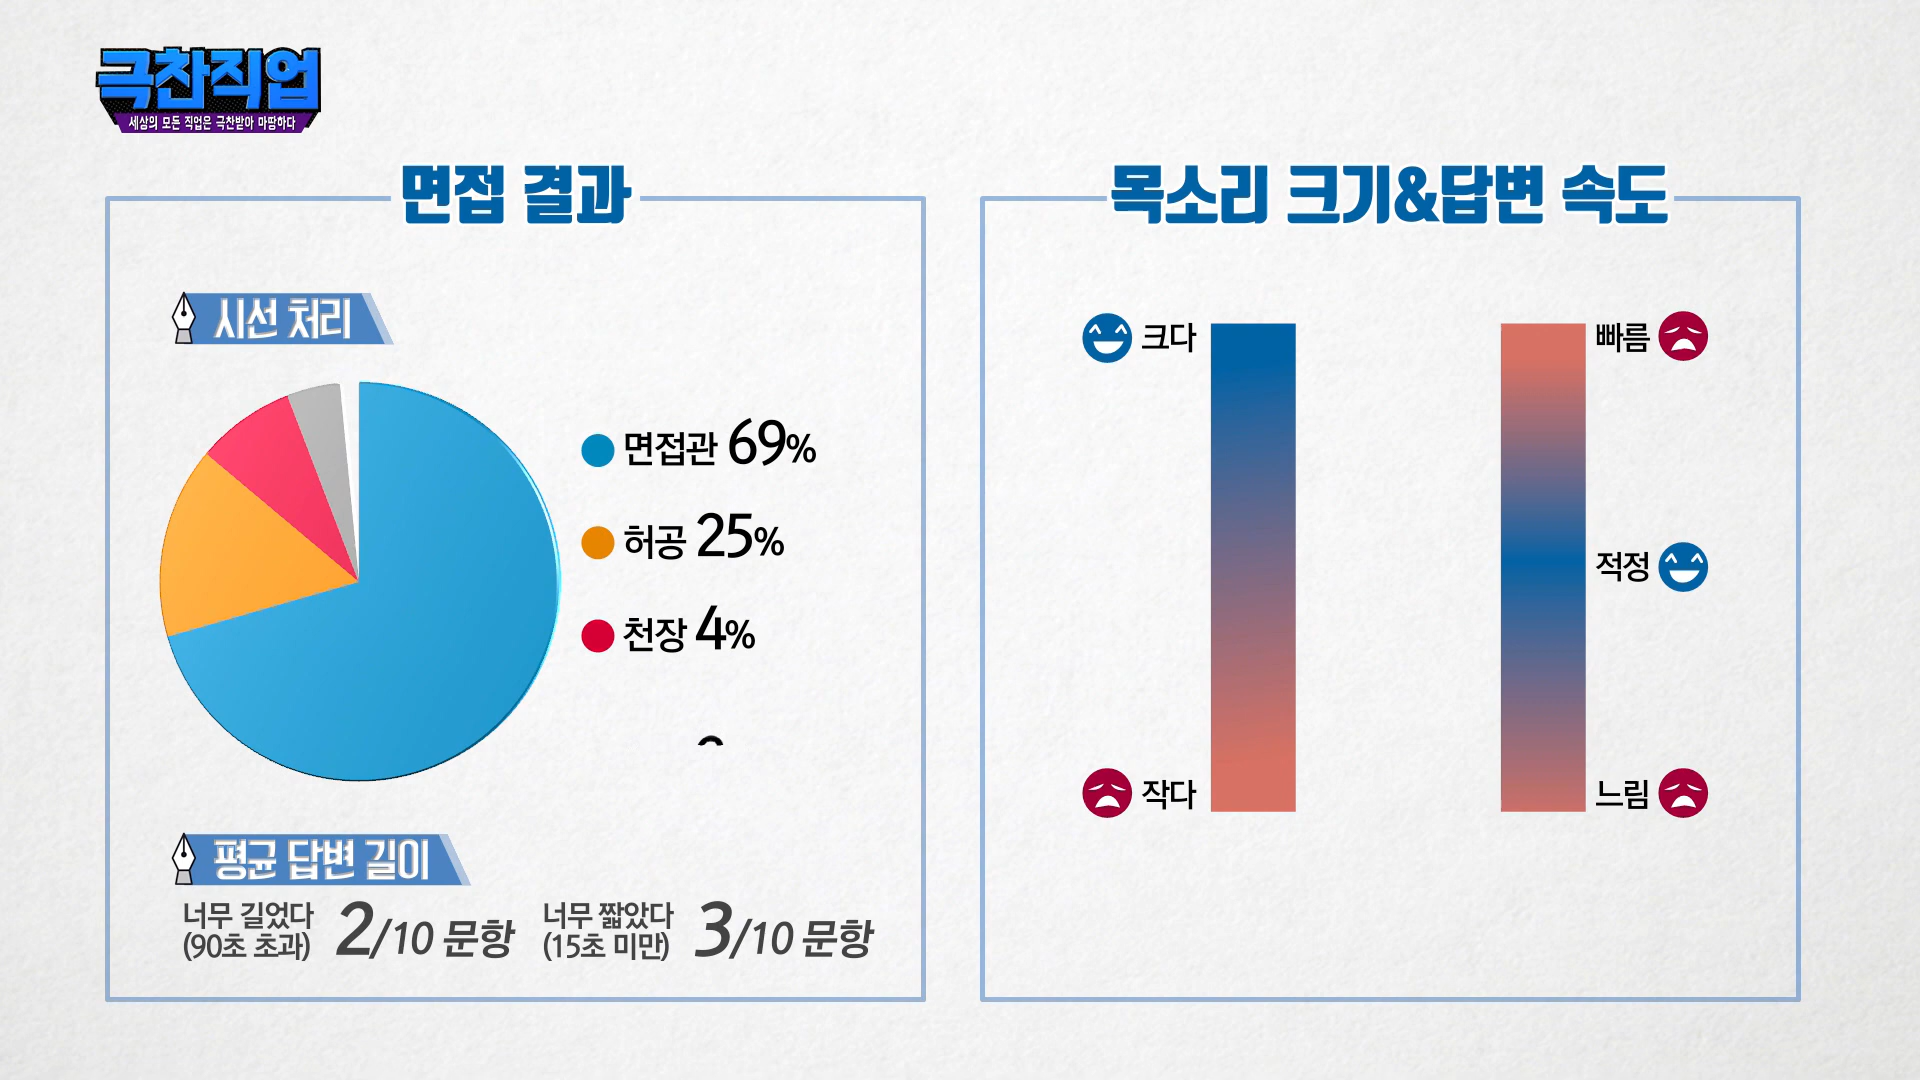 극찬직업
세상의 모든 직업은 극찬받아 마땅하다
면접 결과
시선 처리
면접관 69%
허공 25%
천장 4%
평균 답변 길이
너무 길었다
(90초 초과)
2/10 문항
너무 짧았다
(15초 미만)
3/10 문항
목소리 크기&답변 속도
크다
작다
빠름
적정
느림